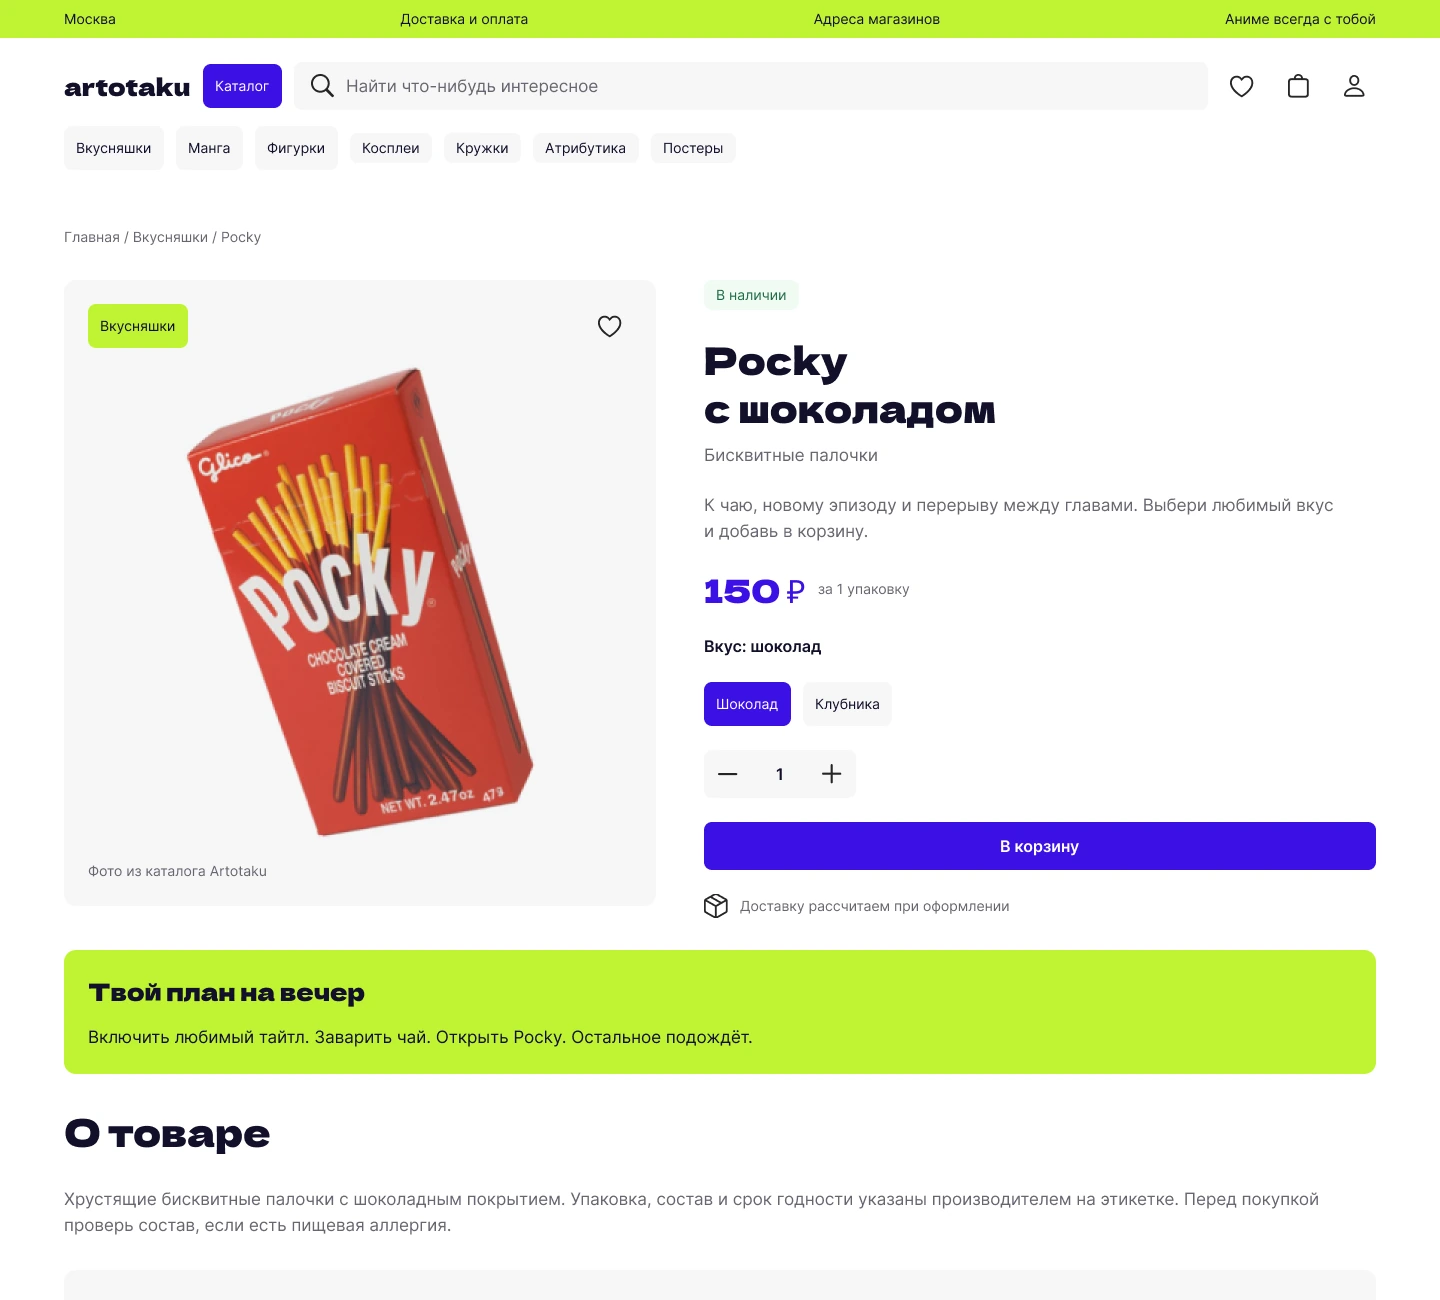 Москва
Доставка и оплата
Адреса магазинов
Аниме всегда с тобой
artotaku
Каталог
Найти что-нибудь интересное
Вкусняшки
Манга
Фигурки
Косплеи
Кружки
Атрибутика
Постеры
Главная / Вкусняшки / Pocky
Вкусняшки
Pocky
Glico®
Pocky®
Pocky
CHOCOLATE CREAM
COVERED
BISCUIT STICKS
NET WT. 2.47oz 47g
Фото из каталога Artotaku
В наличии
Pocky
с шоколадом
Бисквитные палочки
К чаю, новому эпизоду и перерыву между главами. Выбери любимый вкус
и добавь в корзину.
150 ₽ за 1 упаковку
Вкус: шоколад
Шоколад
Клубника
1
В корзину
Доставку рассчитаем при оформлении
Твой план на вечер
Включить любимый тайтл. Заварить чай. Открыть Pocky. Остальное подождёт.
О товаре
Хрустящие бисквитные палочки с шоколадным покрытием. Упаковка, состав и срок годности указаны производителем на этикетке. Перед покупкой
проверь состав, если есть пищевая аллергия.